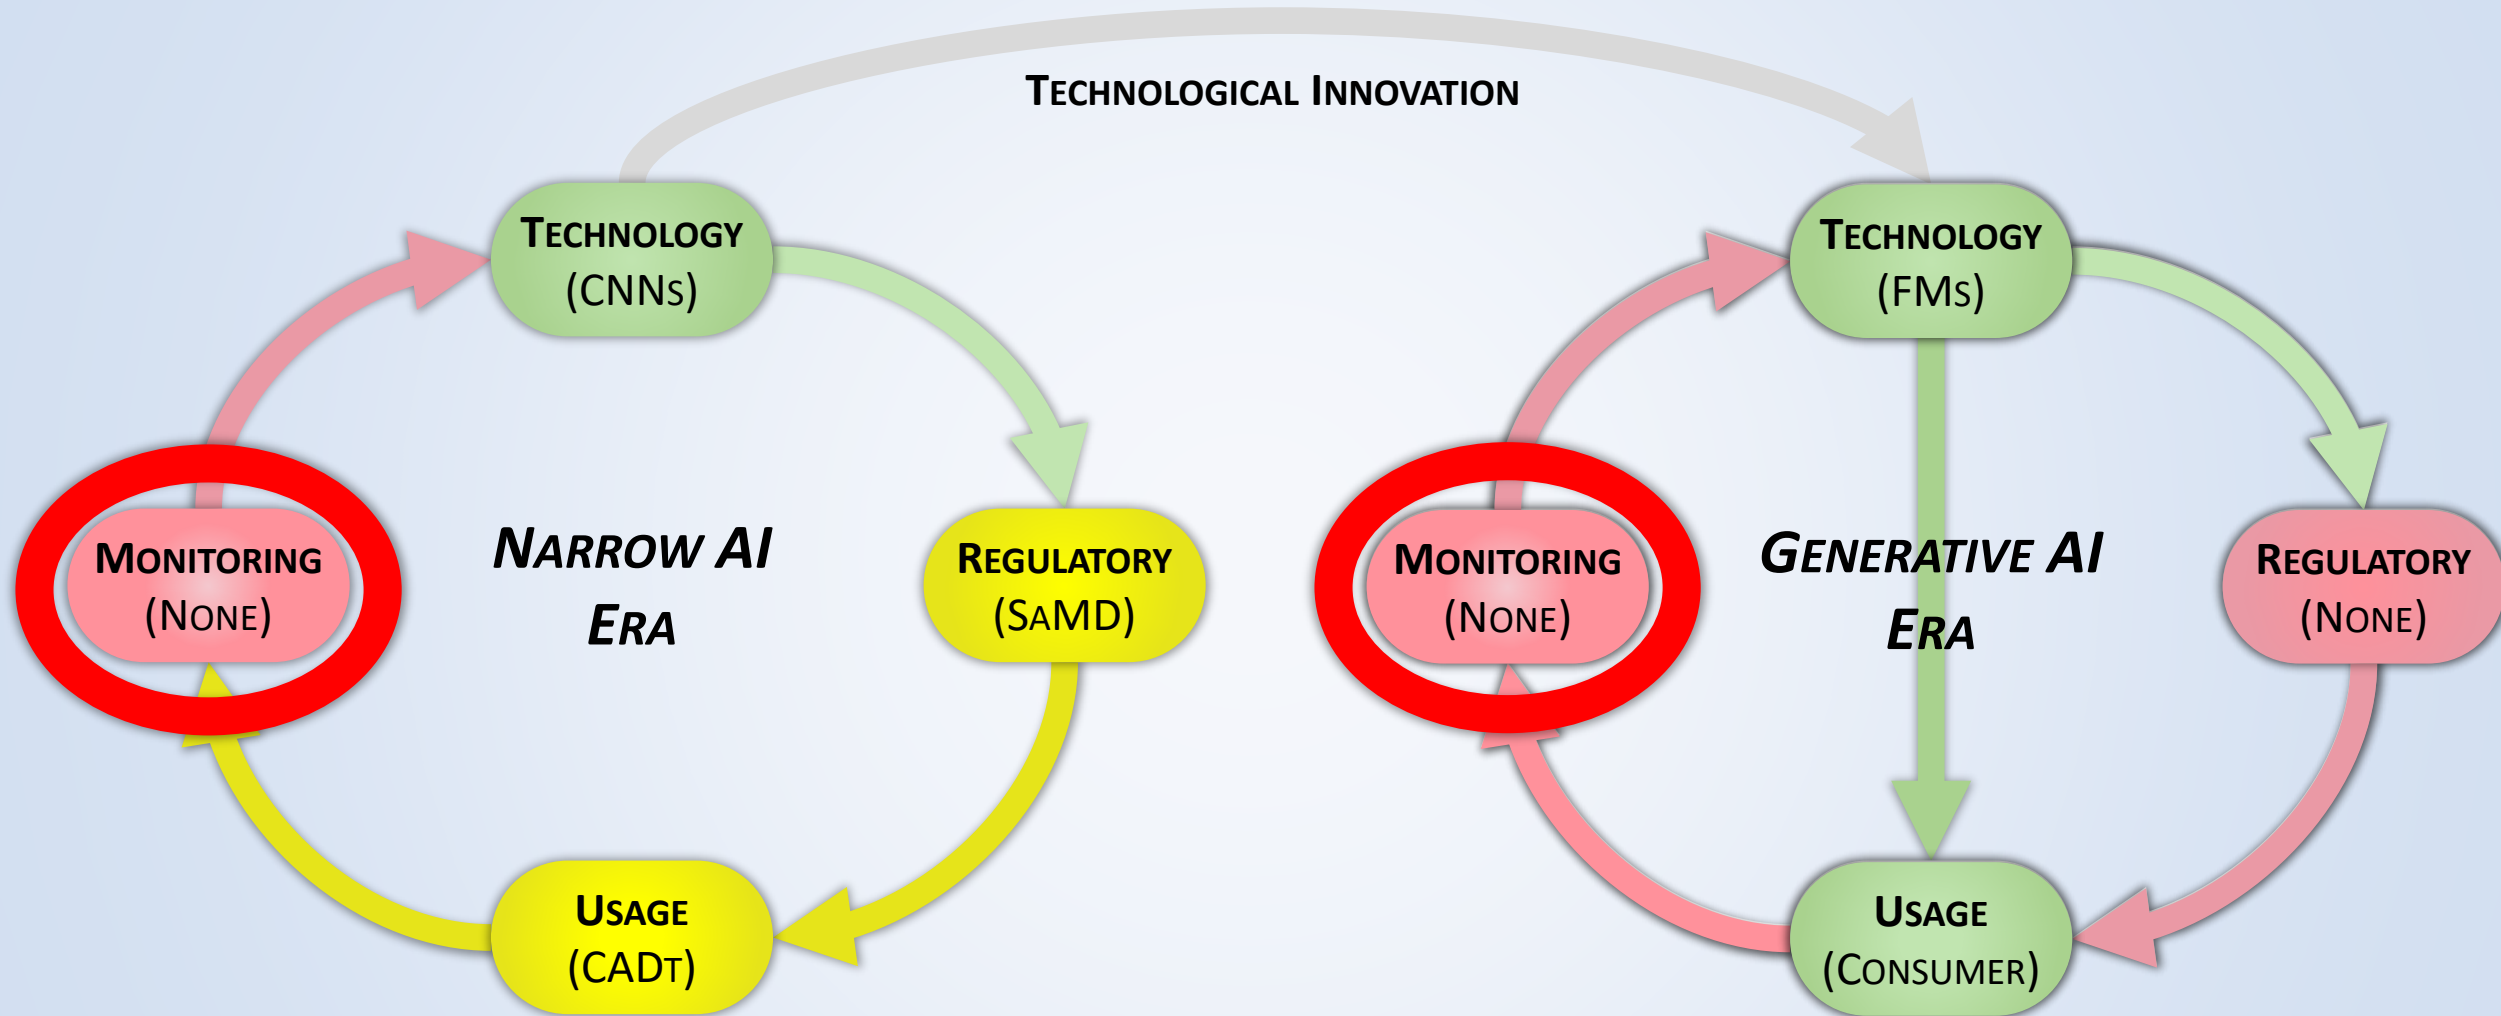 Technological Innovation
Technology
(CNNs)
Monitoring
(None)
Narrow AI
Era
Regulatory
(SaMD)
Usage
(CADt)
Technology
(FMs)
Monitoring
(None)
Generative AI
Era
Regulatory
(None)
Usage
(Consumer)